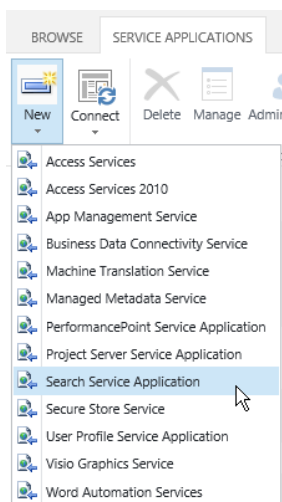 BROWSE SERVICE APPLICATIONS
New Connect Delete Manage
Access Services
Access Services 2010
App Management Service
Business Data Connectivity Service
Machine Translation Service
Managed Metadata Service
PerformancePoint Service Application
Project Server Service Application
Search Service Application
Secure Store Service
User Profile Service Application
Visio Graphics Service
Word Automation Services